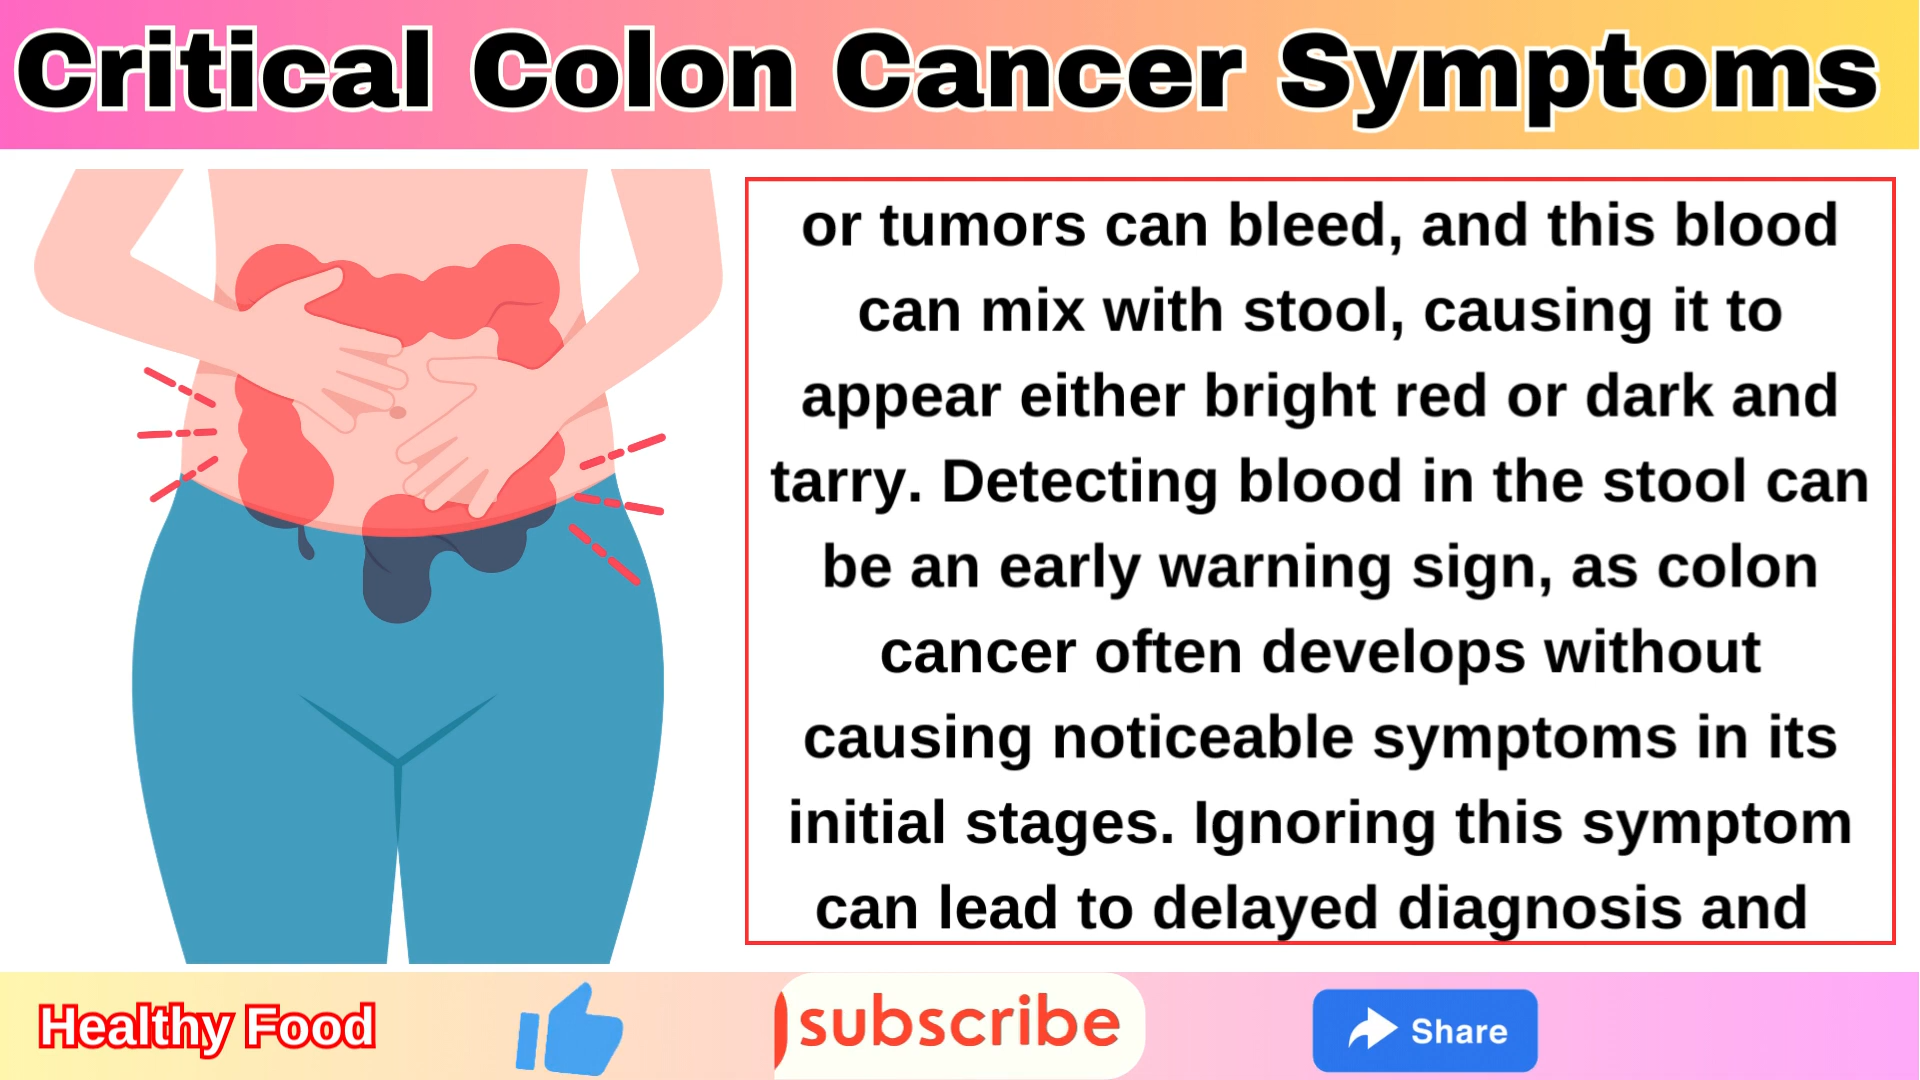 Critical Colon Cancer Symptoms
or tumors can bleed, and this blood
can mix with stool, causing it to
appear either bright red or dark and
tarry. Detecting blood in the stool can
be an early warning sign, as colon
cancer often develops without
causing noticeable symptoms in its
initial stages. Ignoring this symptom
can lead to delayed diagnosis and
Healthy Food
subscribe
Share